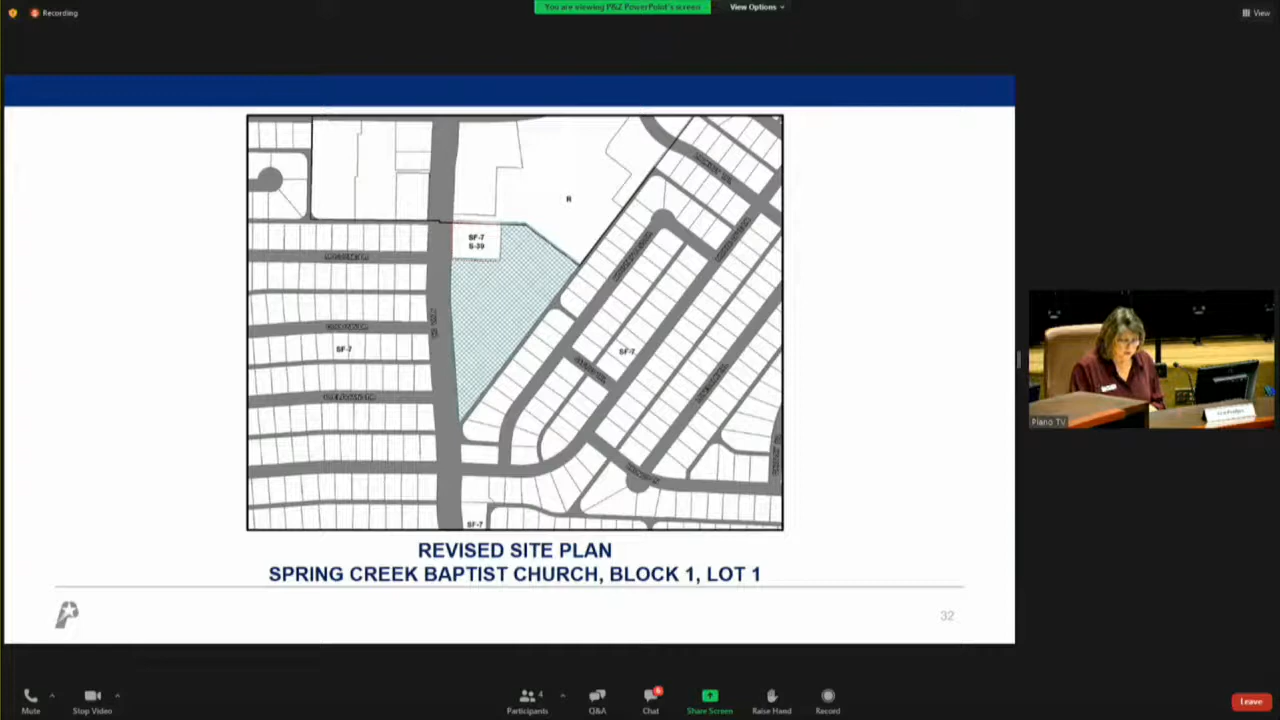 Recording
You are viewing P&Z PowerPoint's screen
View Options
View
R
SF-7
S-39
SF-7
SF-7
SF-7
REVISED SITE PLAN
SPRING CREEK BAPTIST CHURCH, BLOCK 1, LOT 1
32
Plano TV
Mute
Stop Video
Participants
4
Q&A
Chat
Share Screen
Raise Hand
Record
Leave